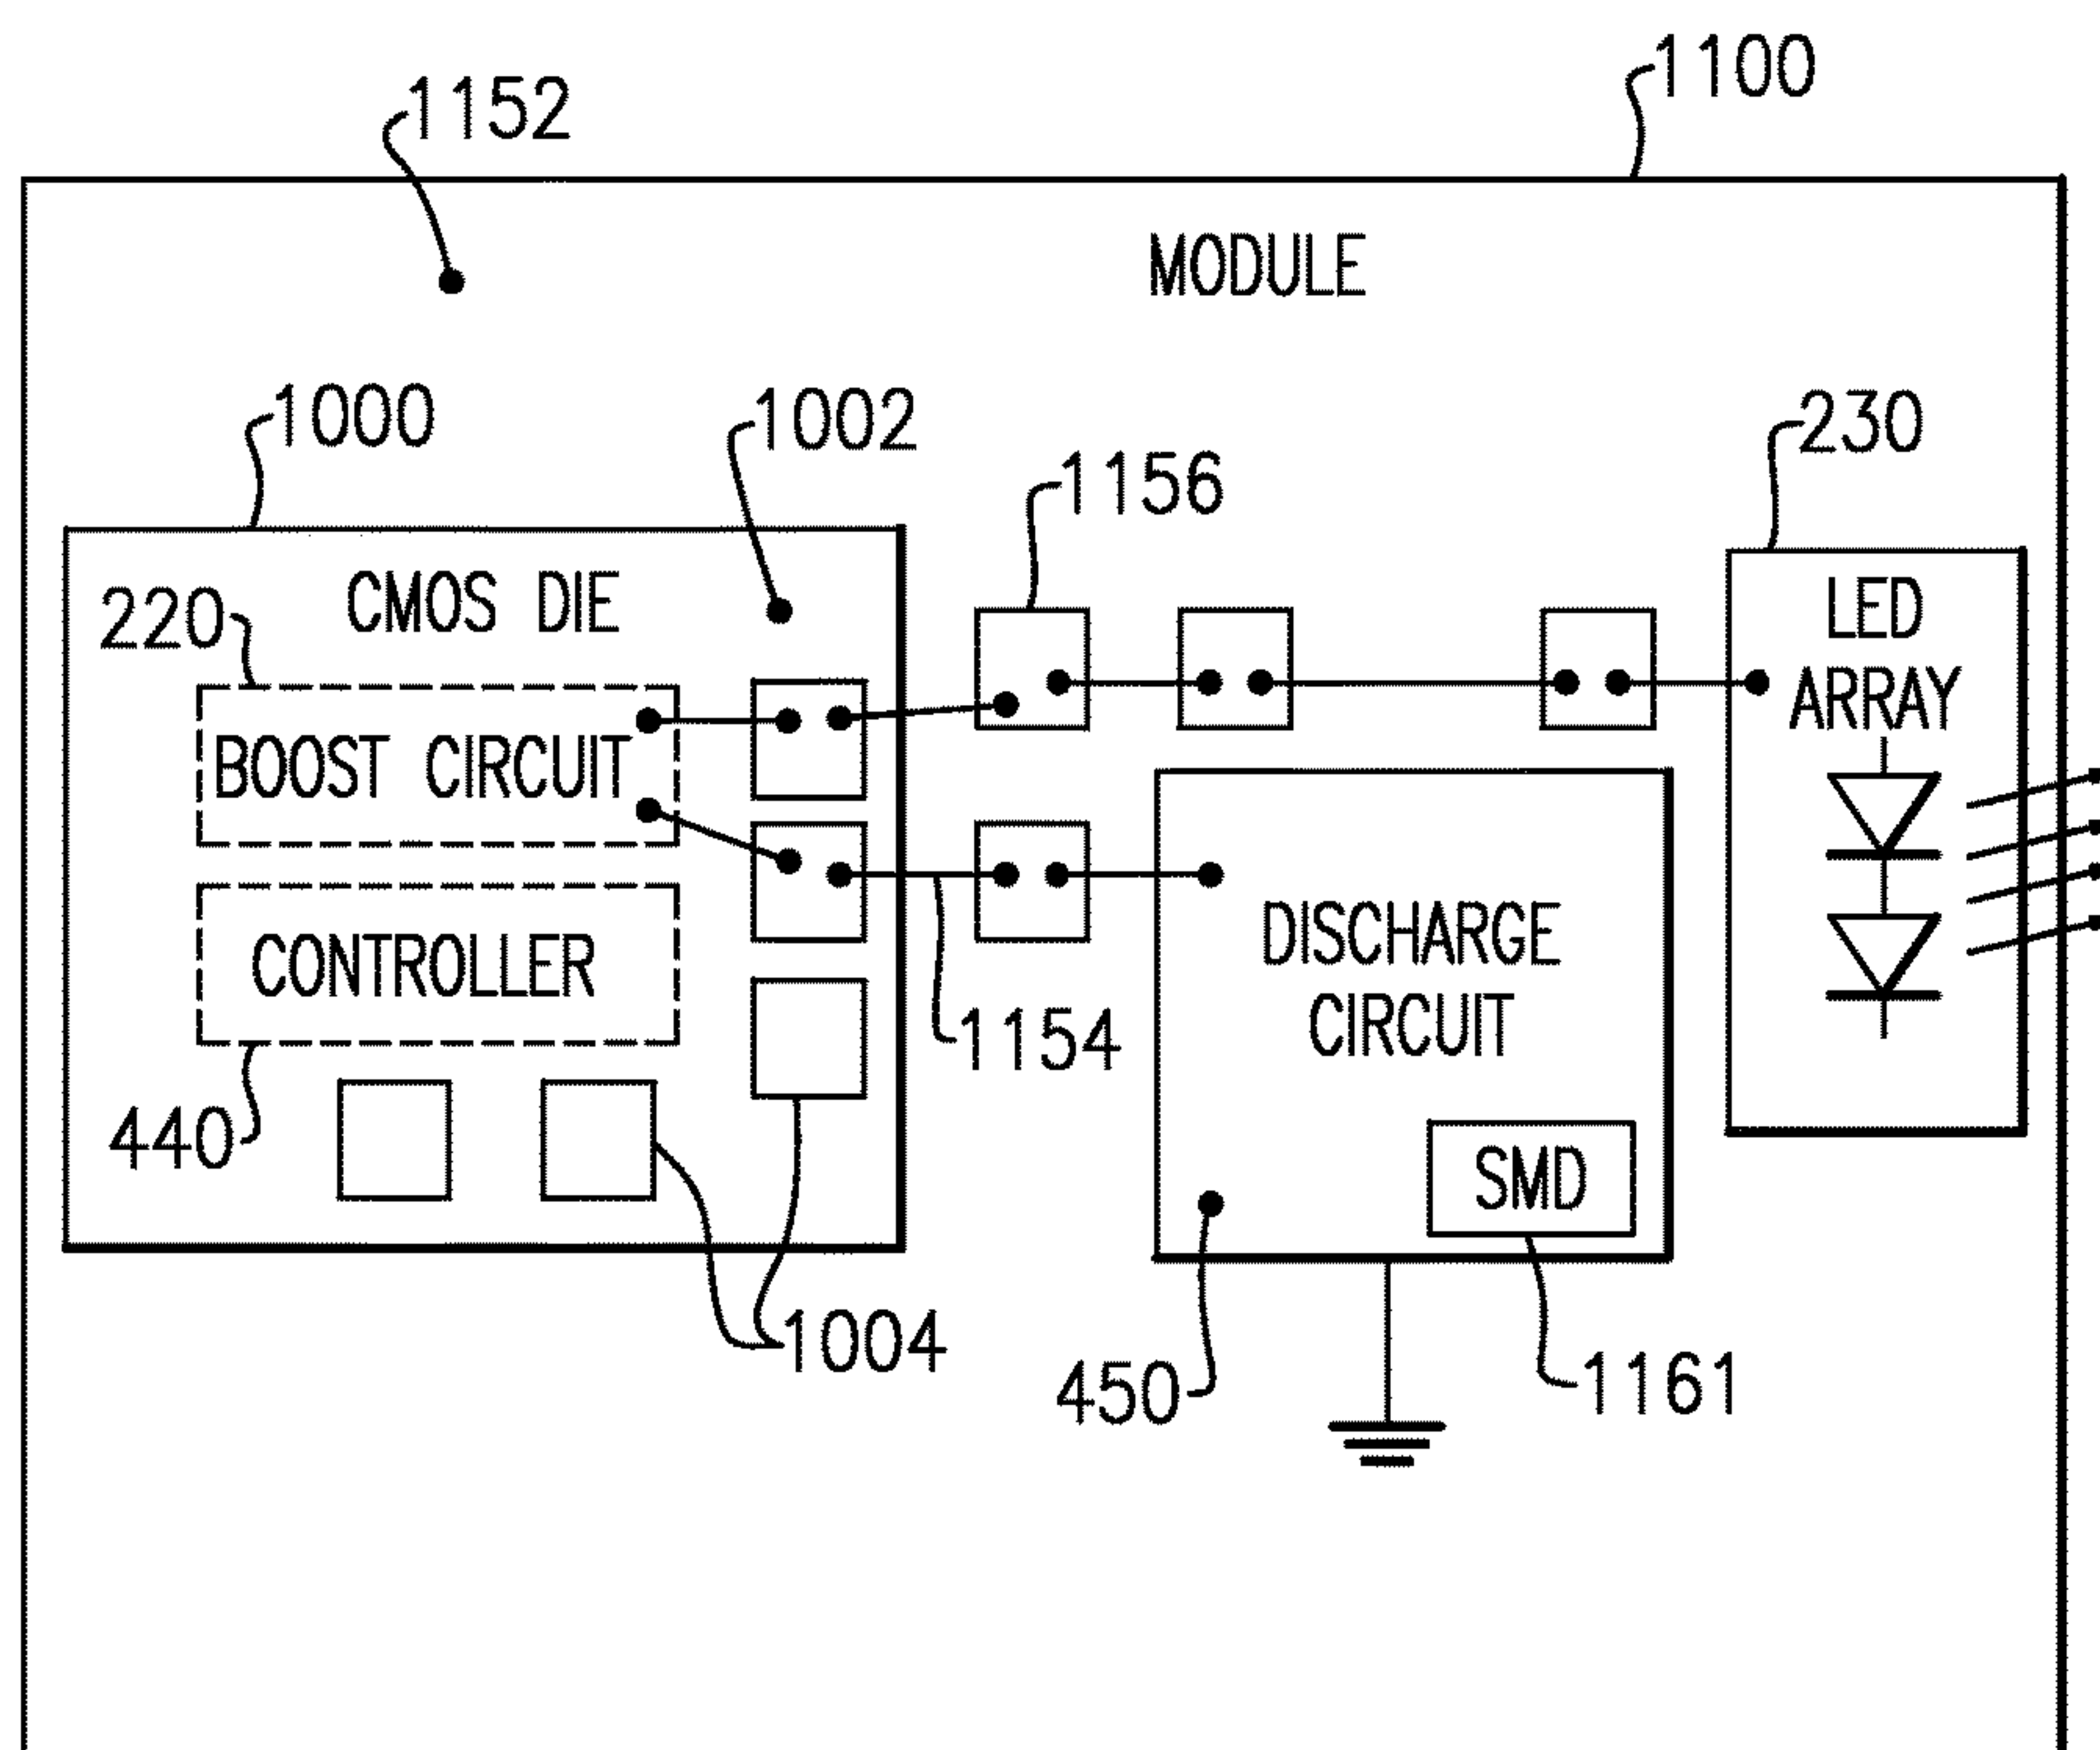 1100
1152
MODULE
1000
1002
230
1156
LED
ARRAY
220
CMOS DIE
BOOST CIRCUIT
CONTROLLER
DISCHARGE
CIRCUIT
1154
440
SMD
1004
450
1161